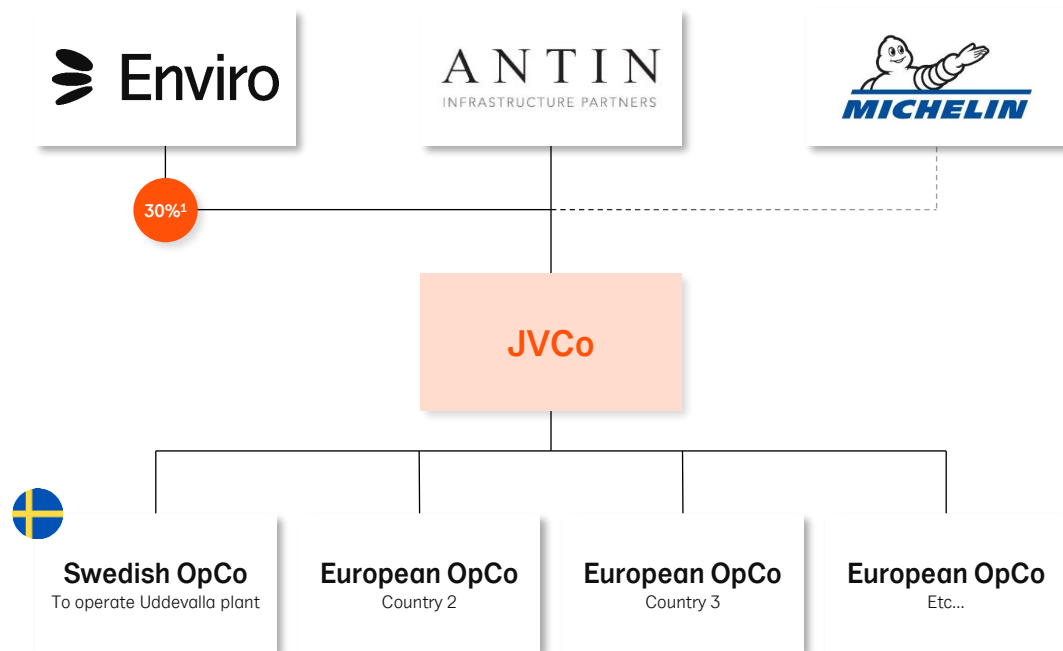 Enviro
ANTIN
INFRASTRUCTURE PARTNERS
MICHELIN
30%¹
JVCo
Swedish OpCo
To operate Uddevalla plant
European OpCo
Country 2
European OpCo
Country 3
European OpCo
Etc...